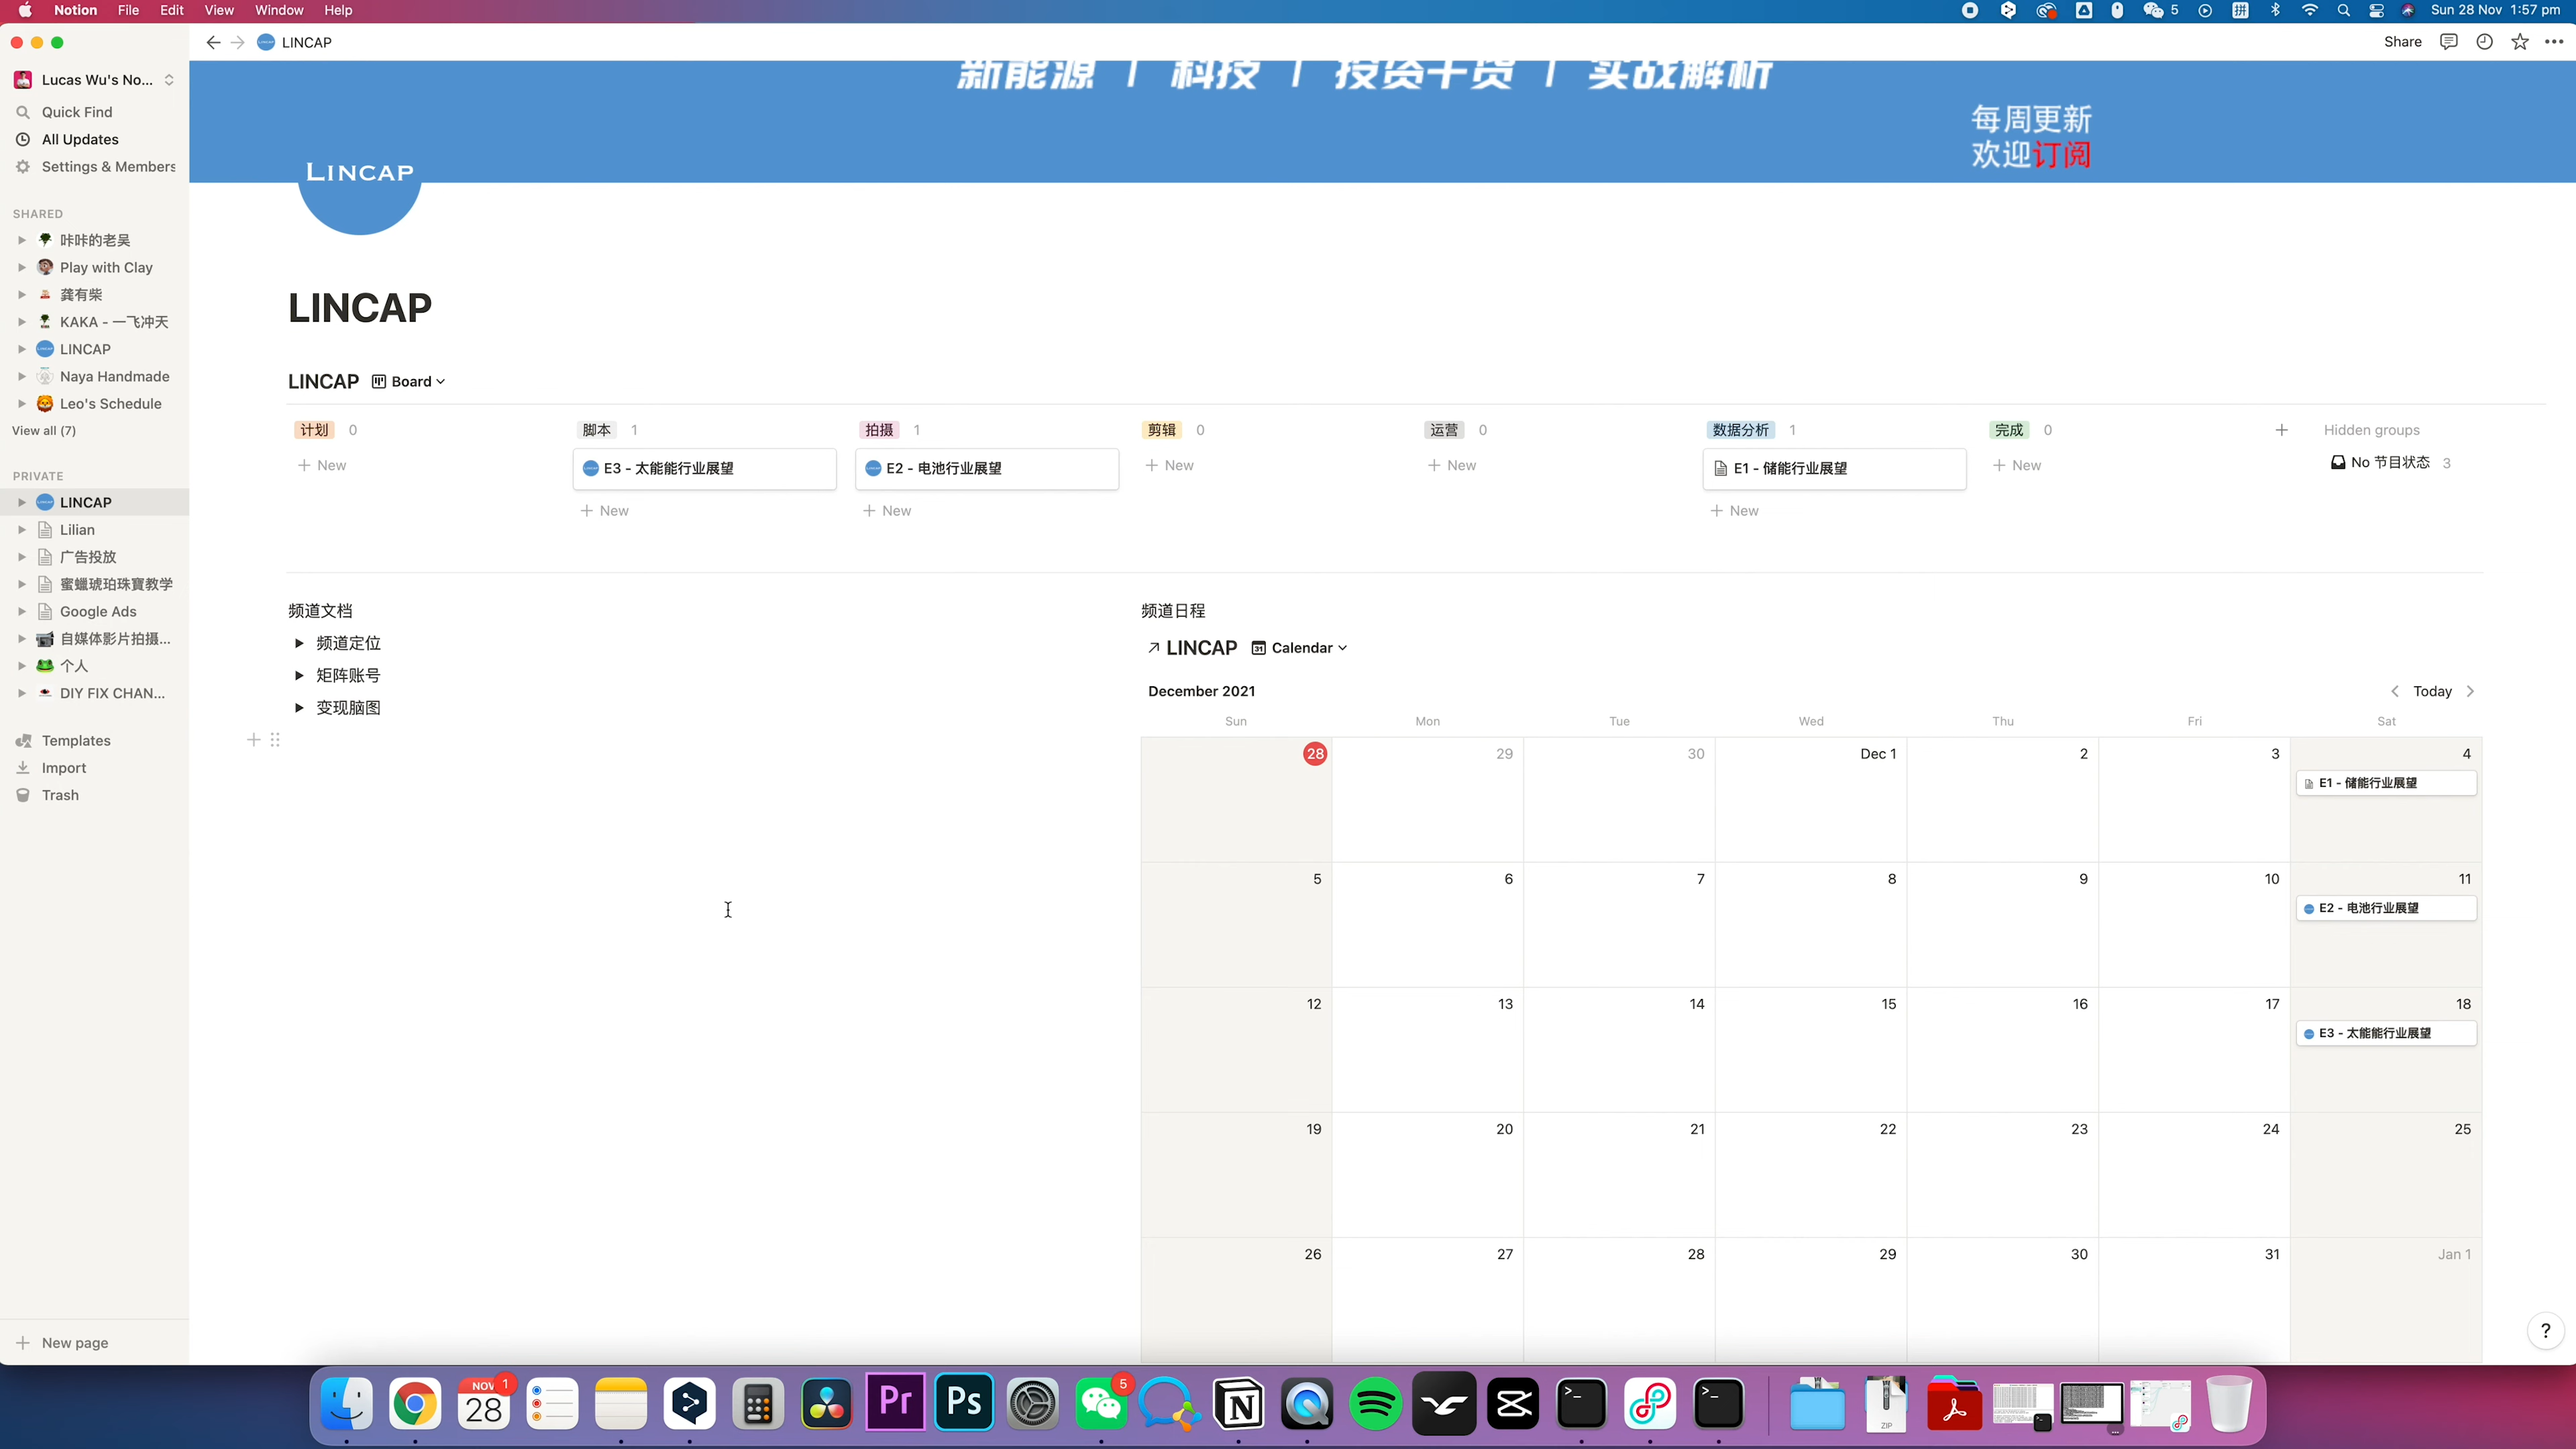 Notion File Edit View Window Help
5 Sun 28 Nov 1:57 pm
LINCAP
Share
Lucas Wu's No...
Quick Find
All Updates
Settings & Members
SHARED
咔咔的老吴
Play with Clay
龚有柴
KAKA - 一飞冲天
LINCAP
Naya Handmade
Leo's Schedule
View all (7)
PRIVATE
LINCAP
Lilian
广告投放
蜜蠟琥珀珠寶教学
Google Ads
自媒体影片拍摄...
个人
DIY FIX CHAN...
Templates
Import
Trash
New page
新能源 | 科技 | 投资干货 | 实战解析
每周更新
欢迎订阅
LINCAP
LINCAP
LINCAP Board
计划 0
New
脚本 1
E3 - 太能能行业展望
New
拍摄 1
E2 - 电池行业展望
New
剪辑 0
New
运营 0
New
数据分析 1
E1 - 储能行业展望
New
完成 0
New
Hidden groups
No 节目状态 3
频道文档
频道定位
矩阵账号
变现脑图
频道日程
LINCAP 31 Calendar
December 2021
Today
Sun Mon Tue Wed Thu Fri Sat
28 29 30 Dec 1 2 3 4
E1 - 储能行业展望
5 6 7 8 9 10 11
E2 - 电池行业展望
12 13 14 15 16 17 18
E3 - 太能能行业展望
19 20 21 22 23 24 25
26 27 28 29 30 31 Jan 1
?
NOV 1
28
Pr
Ps
5
N
ZIP